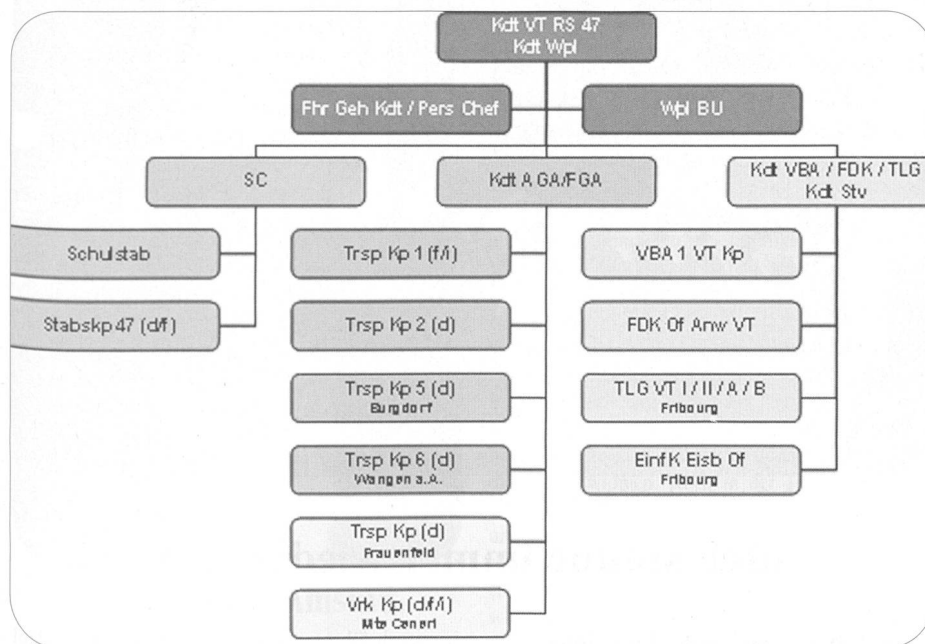 Kdt VT RS 47
Kdt Wpl
Fhr Geh Kdt / Pers Chef
Wpl BU
SC
Kdt AGA/FGA
Kdt VBA / FDK / TLG
Kdt Stv
Schulstab
Stabskp 47 (d/f)
Trsp Kp 1 (f/i)
Trsp Kp 2 (d)
Trsp Kp 5 (d)
Burgdorf
Trsp Kp 6 (d)
Wangen a.A.
Trsp Kp (d)
Frauenfeld
Vrk Kp (d/f/i)
Mte Ceneri
VBA 1 VT Kp
FDK Of Anw VT
TLG VT I / II / A / B
Fribourg
Einf K Eisb Of
Fribourg